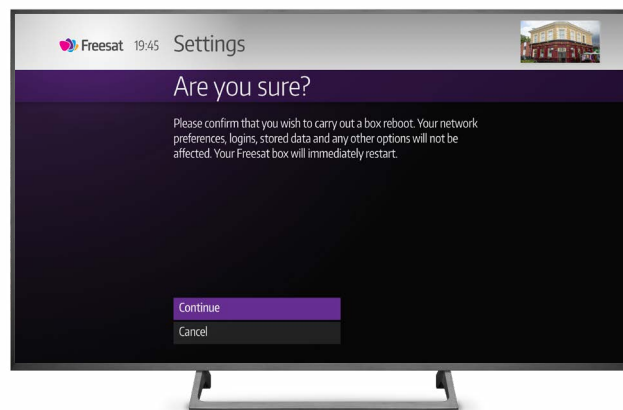 Freesat 19:45 Settings
Are you sure?
Please confirm that you wish to carry out a box reboot. Your network
preferences, logins, stored data and any other options will not be
affected. Your Freesat box will immediately restart.
Continue
Cancel